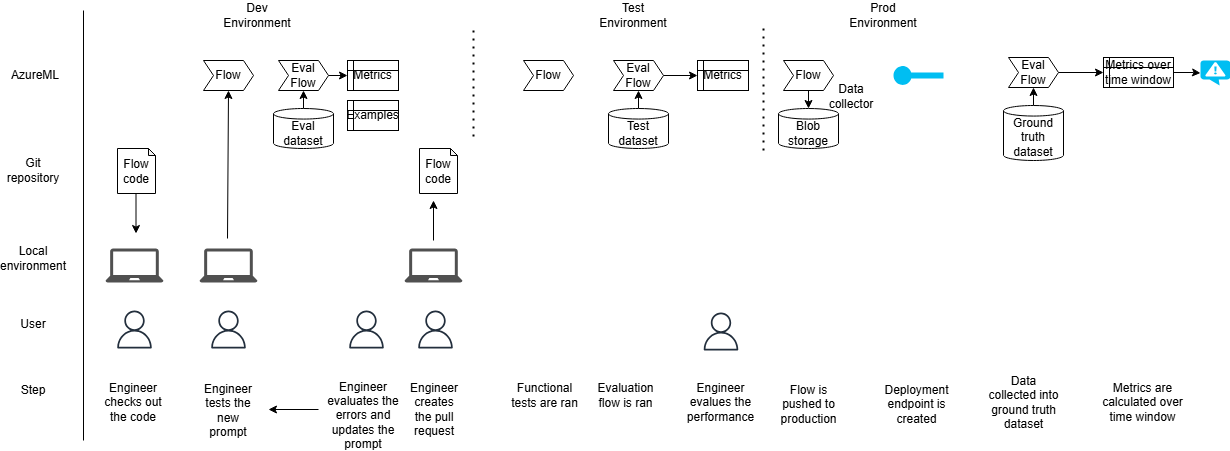 Dev
Environment
Test
Environment
Prod
Environment
AzureML
Flow
Eval
Flow
Metrics
Examples
Eval
dataset
Flow
Eval
Flow
Metrics
Test
dataset
Flow
Data
collector
Blob
storage
Eval
Flow
Metrics over
time window
Ground
truth
dataset
Git
repository
Flow
code
Flow
code
Local
environment
User
Step
Engineer
checks out
the code
Engineer
tests the
new
prompt
Engineer
evaluates the
errors and
updates the
prompt
Engineer
creates
the pull
request
Functional
tests are ran
Evaluation
flow is ran
Engineer
evalues the
performance
Flow is
pushed to
production
Deployment
endpoint is
created
Data
collected into
ground truth
dataset
Metrics are
calculated over
time window